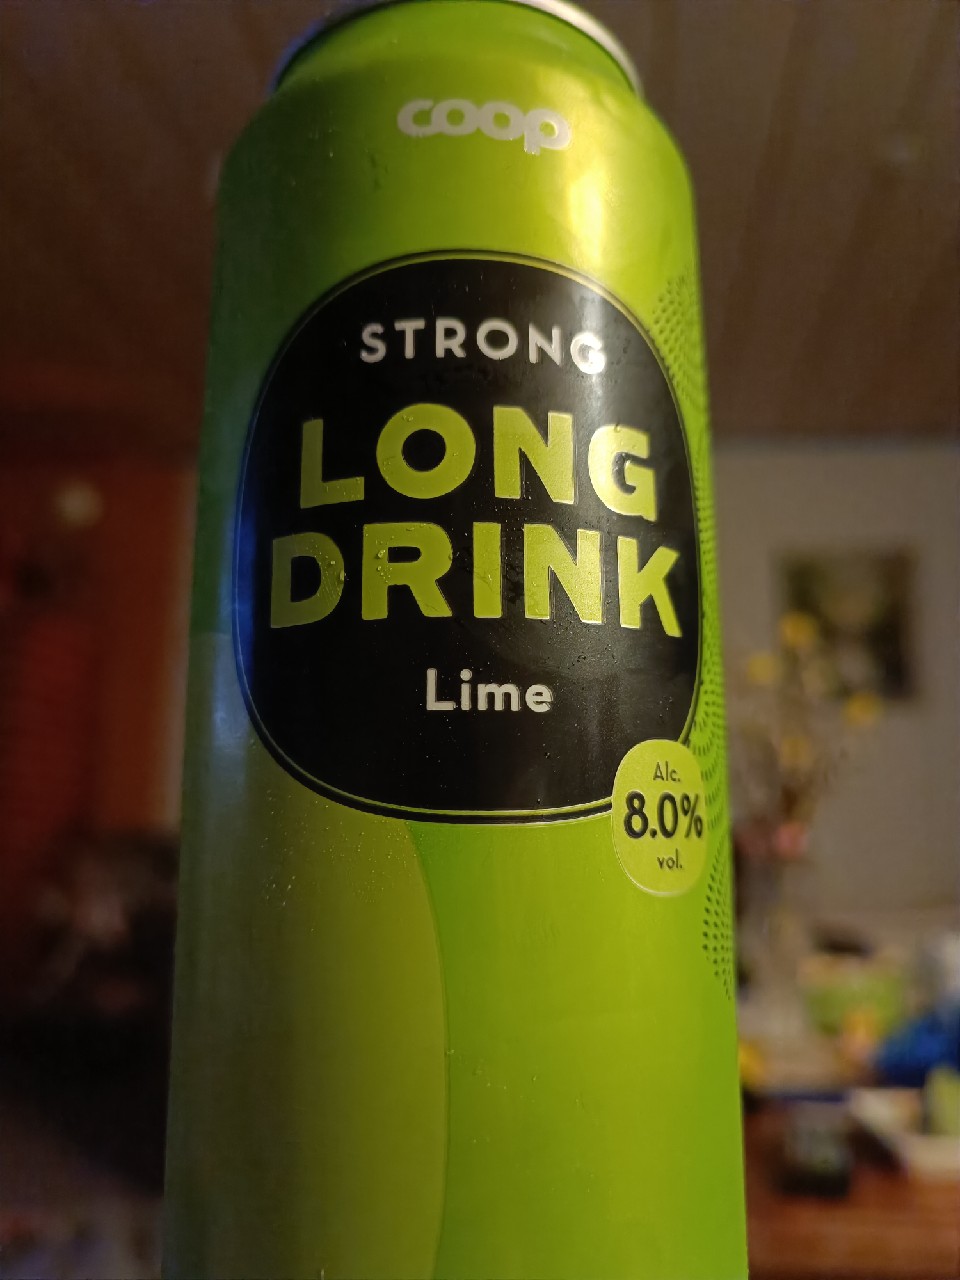 coop
STRONG
LONG
DRINK
Lime
Alc.
8.0%
vol.